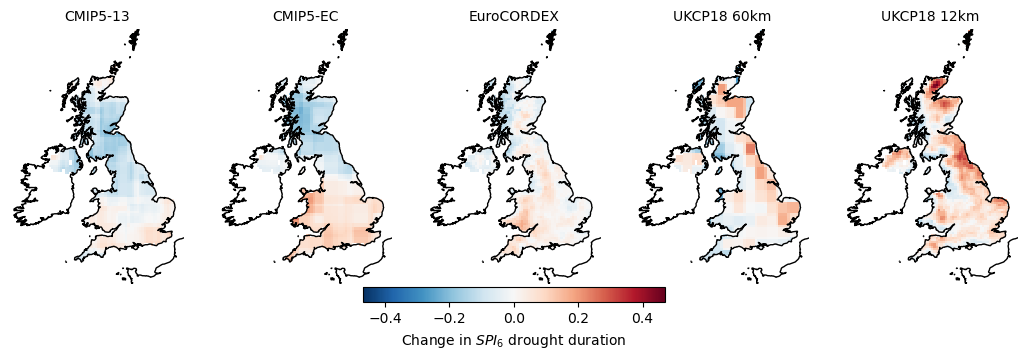 CMIP5-13 CMIP5-EC EuroCORDEX UKCP18 60km UKCP18 12km
−0.4 −0.2 0.0 0.2 0.4
Change in SPI₆ drought duration